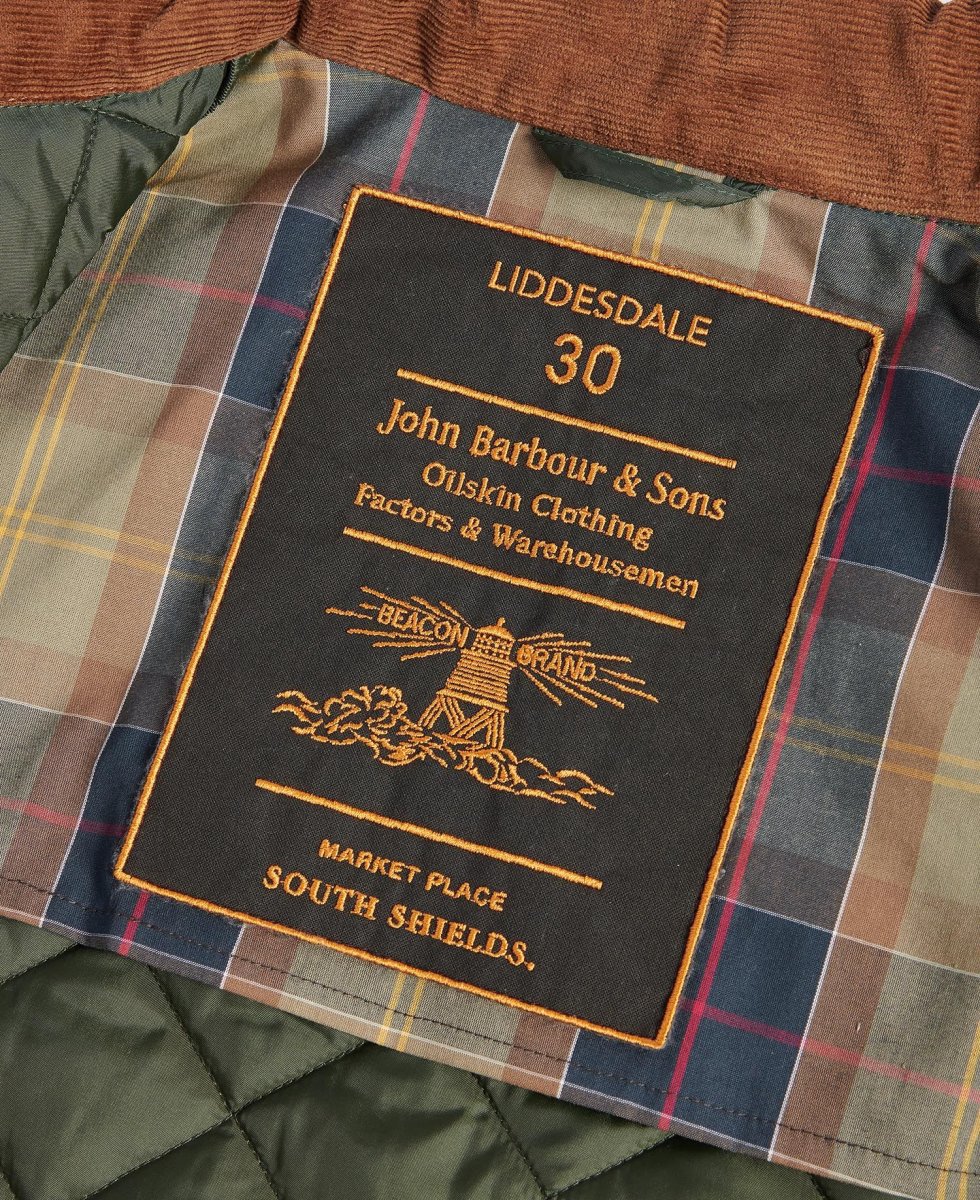 LIDDESDALE
30
John Barbour & Sons
Oilskin Clothing
Factors & Warehousemen
BEACON BRAND
MARKET PLACE
SOUTH SHIELDS.